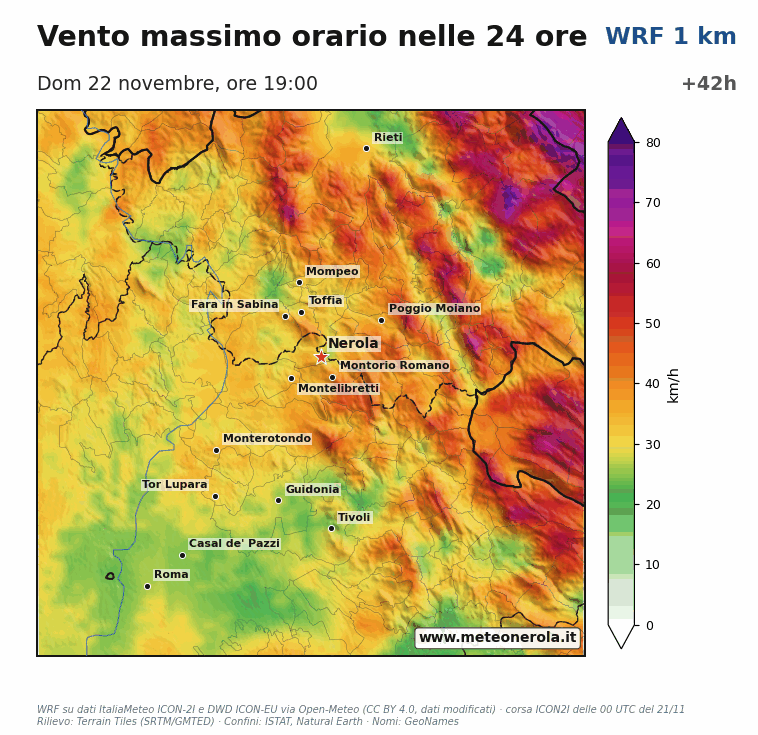 Vento massimo orario nelle 24 ore WRF 1 km
Dom 22 novembre, ore 19:00 +42h
Rieti
Mompeo
Fara in Sabina
Toffia
Poggio Moiano
Nerola
Montorio Romano
Montelibretti
Monterotondo
Tor Lupara
Guidonia
Tivoli
Casal de' Pazzi
Roma
www.meteonerola.it
80
70
60
50
40
30
20
10
0
km/h
WRF su dati ItaliaMeteo ICON-2I e DWD ICON-EU via Open-Meteo (CC BY 4.0, dati modificati) · corsa ICON2I delle 00 UTC del 21/11
Rilievo: Terrain Tiles (SRTM/GMTED) · Confini: ISTAT, Natural Earth · Nomi: GeoNames